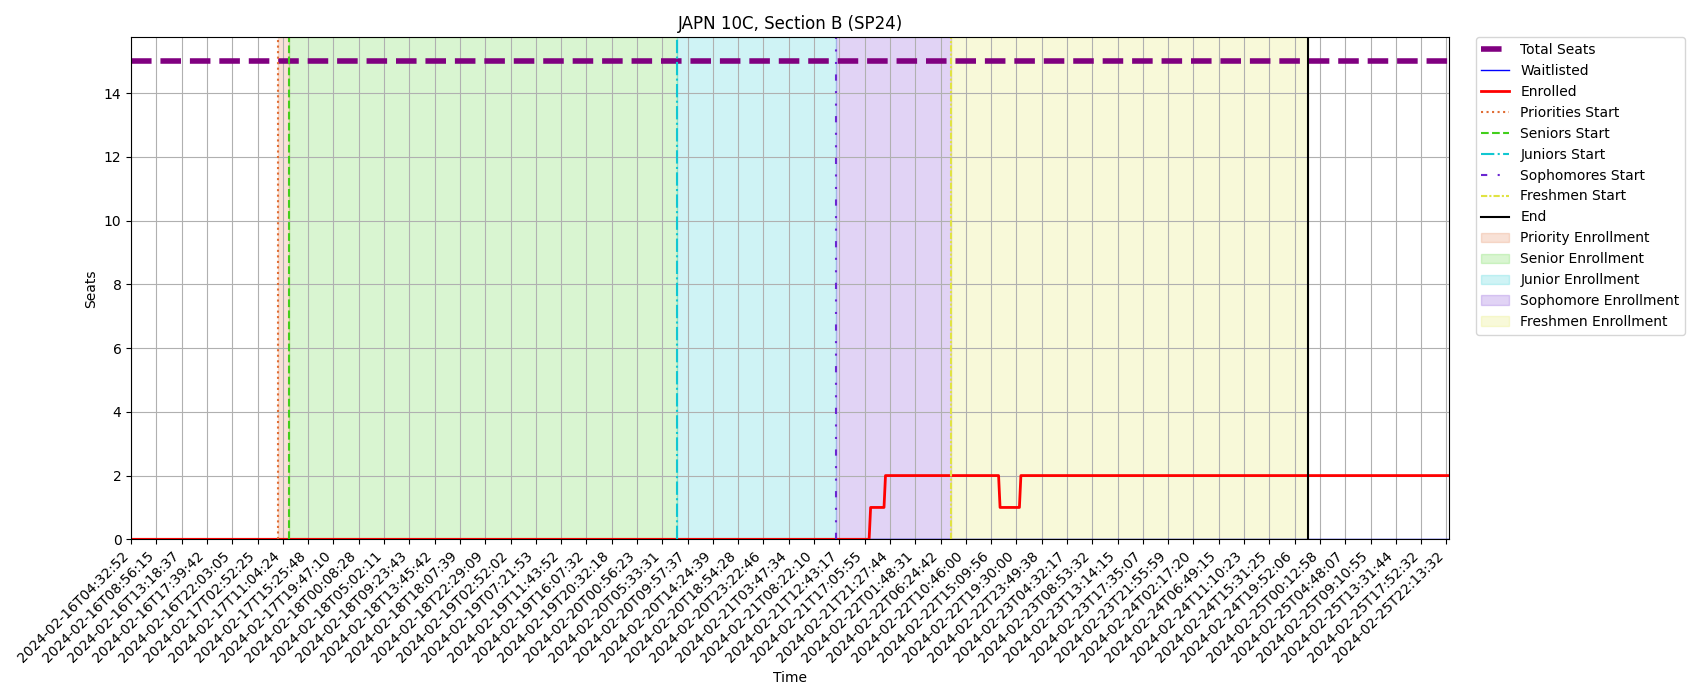 JAPN 10C, Section B (SP24)
Seats
14
12
10
8
6
4
2
0
2024-02-16T04:32:52
2024-02-16T08:56:15
2024-02-16T13:18:37
2024-02-16T17:39:42
2024-02-16T22:03:05
2024-02-17T02:52:25
2024-02-17T11:04:24
2024-02-17T15:25:48
2024-02-17T19:47:10
2024-02-18T00:08:28
2024-02-18T05:02:11
2024-02-18T09:23:43
2024-02-18T13:45:42
2024-02-18T18:07:39
2024-02-18T22:29:09
2024-02-19T02:52:02
2024-02-19T07:21:53
2024-02-19T11:43:52
2024-02-19T16:07:32
2024-02-19T20:32:18
2024-02-20T00:56:23
2024-02-20T05:33:31
2024-02-20T09:57:37
2024-02-20T14:24:39
2024-02-20T18:54:28
2024-02-20T23:22:46
2024-02-21T03:47:34
2024-02-21T08:22:10
2024-02-21T12:43:17
2024-02-21T17:05:55
2024-02-21T21:27:44
2024-02-22T01:48:31
2024-02-22T06:24:42
2024-02-22T10:46:00
2024-02-22T15:09:56
2024-02-22T19:30:00
2024-02-22T23:49:38
2024-02-23T04:32:17
2024-02-23T08:53:32
2024-02-23T13:14:15
2024-02-23T17:35:07
2024-02-23T21:55:59
2024-02-24T02:17:20
2024-02-24T06:49:15
2024-02-24T11:10:23
2024-02-24T15:31:25
2024-02-24T19:52:06
2024-02-25T00:12:58
2024-02-25T04:48:07
2024-02-25T09:10:55
2024-02-25T13:31:44
2024-02-25T17:52:32
2024-02-25T22:13:32
Time
Total Seats
Waitlisted
Enrolled
Priorities Start
Seniors Start
Juniors Start
Sophomores Start
Freshmen Start
End
Priority Enrollment
Senior Enrollment
Junior Enrollment
Sophomore Enrollment
Freshmen Enrollment